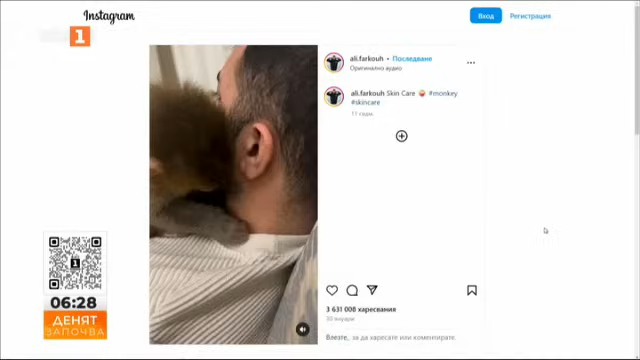 Instagram
Вход
Регистрация
1
ali.farkouh • Последване
Оригинално аудио
ali.farkouh Skin Care #monkey
#skincare
11 седм.
3 631 008 харесвания
30 януари
Влезте, за да харесате или коментирате.
1
06:28
ДЕНЯТ
ЗАПОЧВА